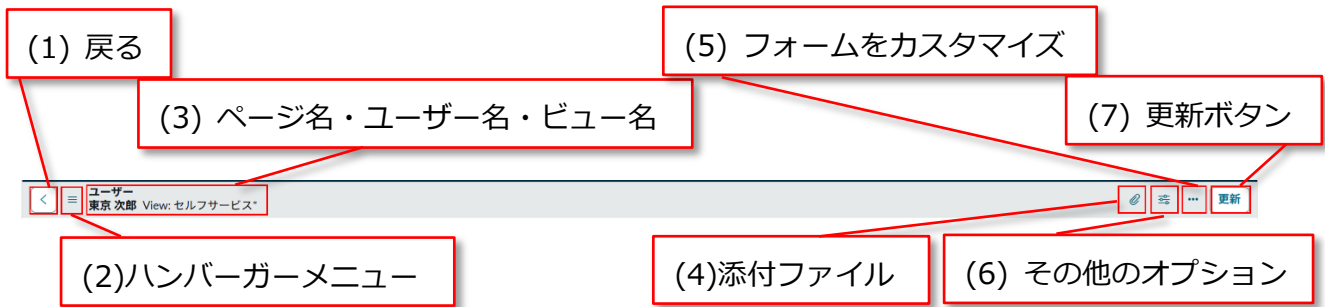 (1) 戻る
(5) フォームをカスタマイズ
(3) ページ名・ユーザー名・ビュー名
(7) 更新ボタン
ユーザー
東京 次郎 View: セルフサービス*
更新
(2)ハンバーガーメニュー
(4)添付ファイル
(6) その他のオプション